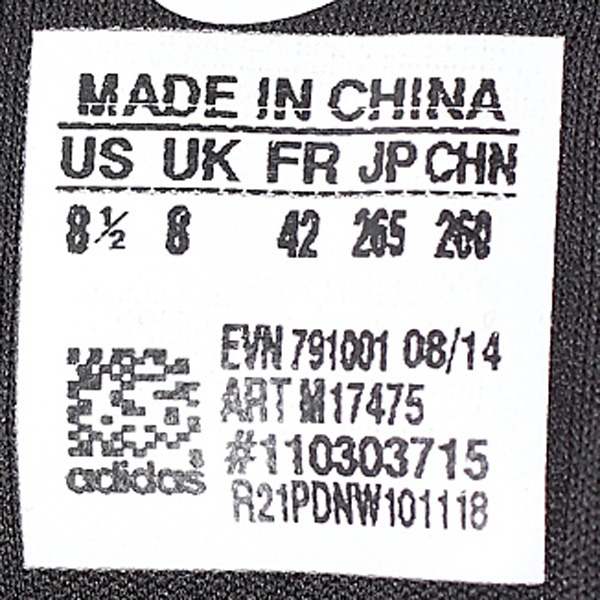 MADE IN CHINA
US UK FR JP CHN
8½ 8 42 265 260
EVN 791001 08/14
ART M17475
#110303715
adidas
R21PDNW101118